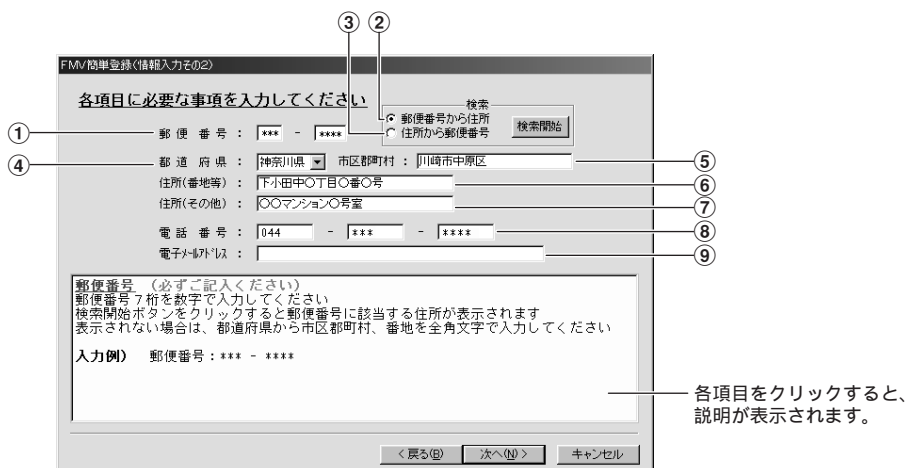 ③ ②
FMV簡単登録(情報入力その2)
各項目に必要な事項を入力してください
検索
郵便番号から住所
住所から郵便番号
検索開始
① 郵便番号： *** - ****
④ 都道府県： 神奈川県 市区郡町村： 川崎市中原区 ⑤
住所(番地等)： 下小田中〇丁目〇番〇号 ⑥
住所(その他)： 〇〇マンション〇号室 ⑦
電話番号： 044 - *** - **** ⑧
電子ﾒｰﾙｱﾄﾞﾚｽ： ⑨
郵便番号 (必ずご記入ください)
郵便番号7桁を数字で入力してください
検索開始ボタンをクリックすると郵便番号に該当する住所が表示されます
表示されない場合は、都道府県から市区郡町村、番地を全角文字で入力してください
入力例) 郵便番号：*** - ****
各項目をクリックすると、
説明が表示されます。
＜戻る(B) 次へ(N)＞ キャンセル